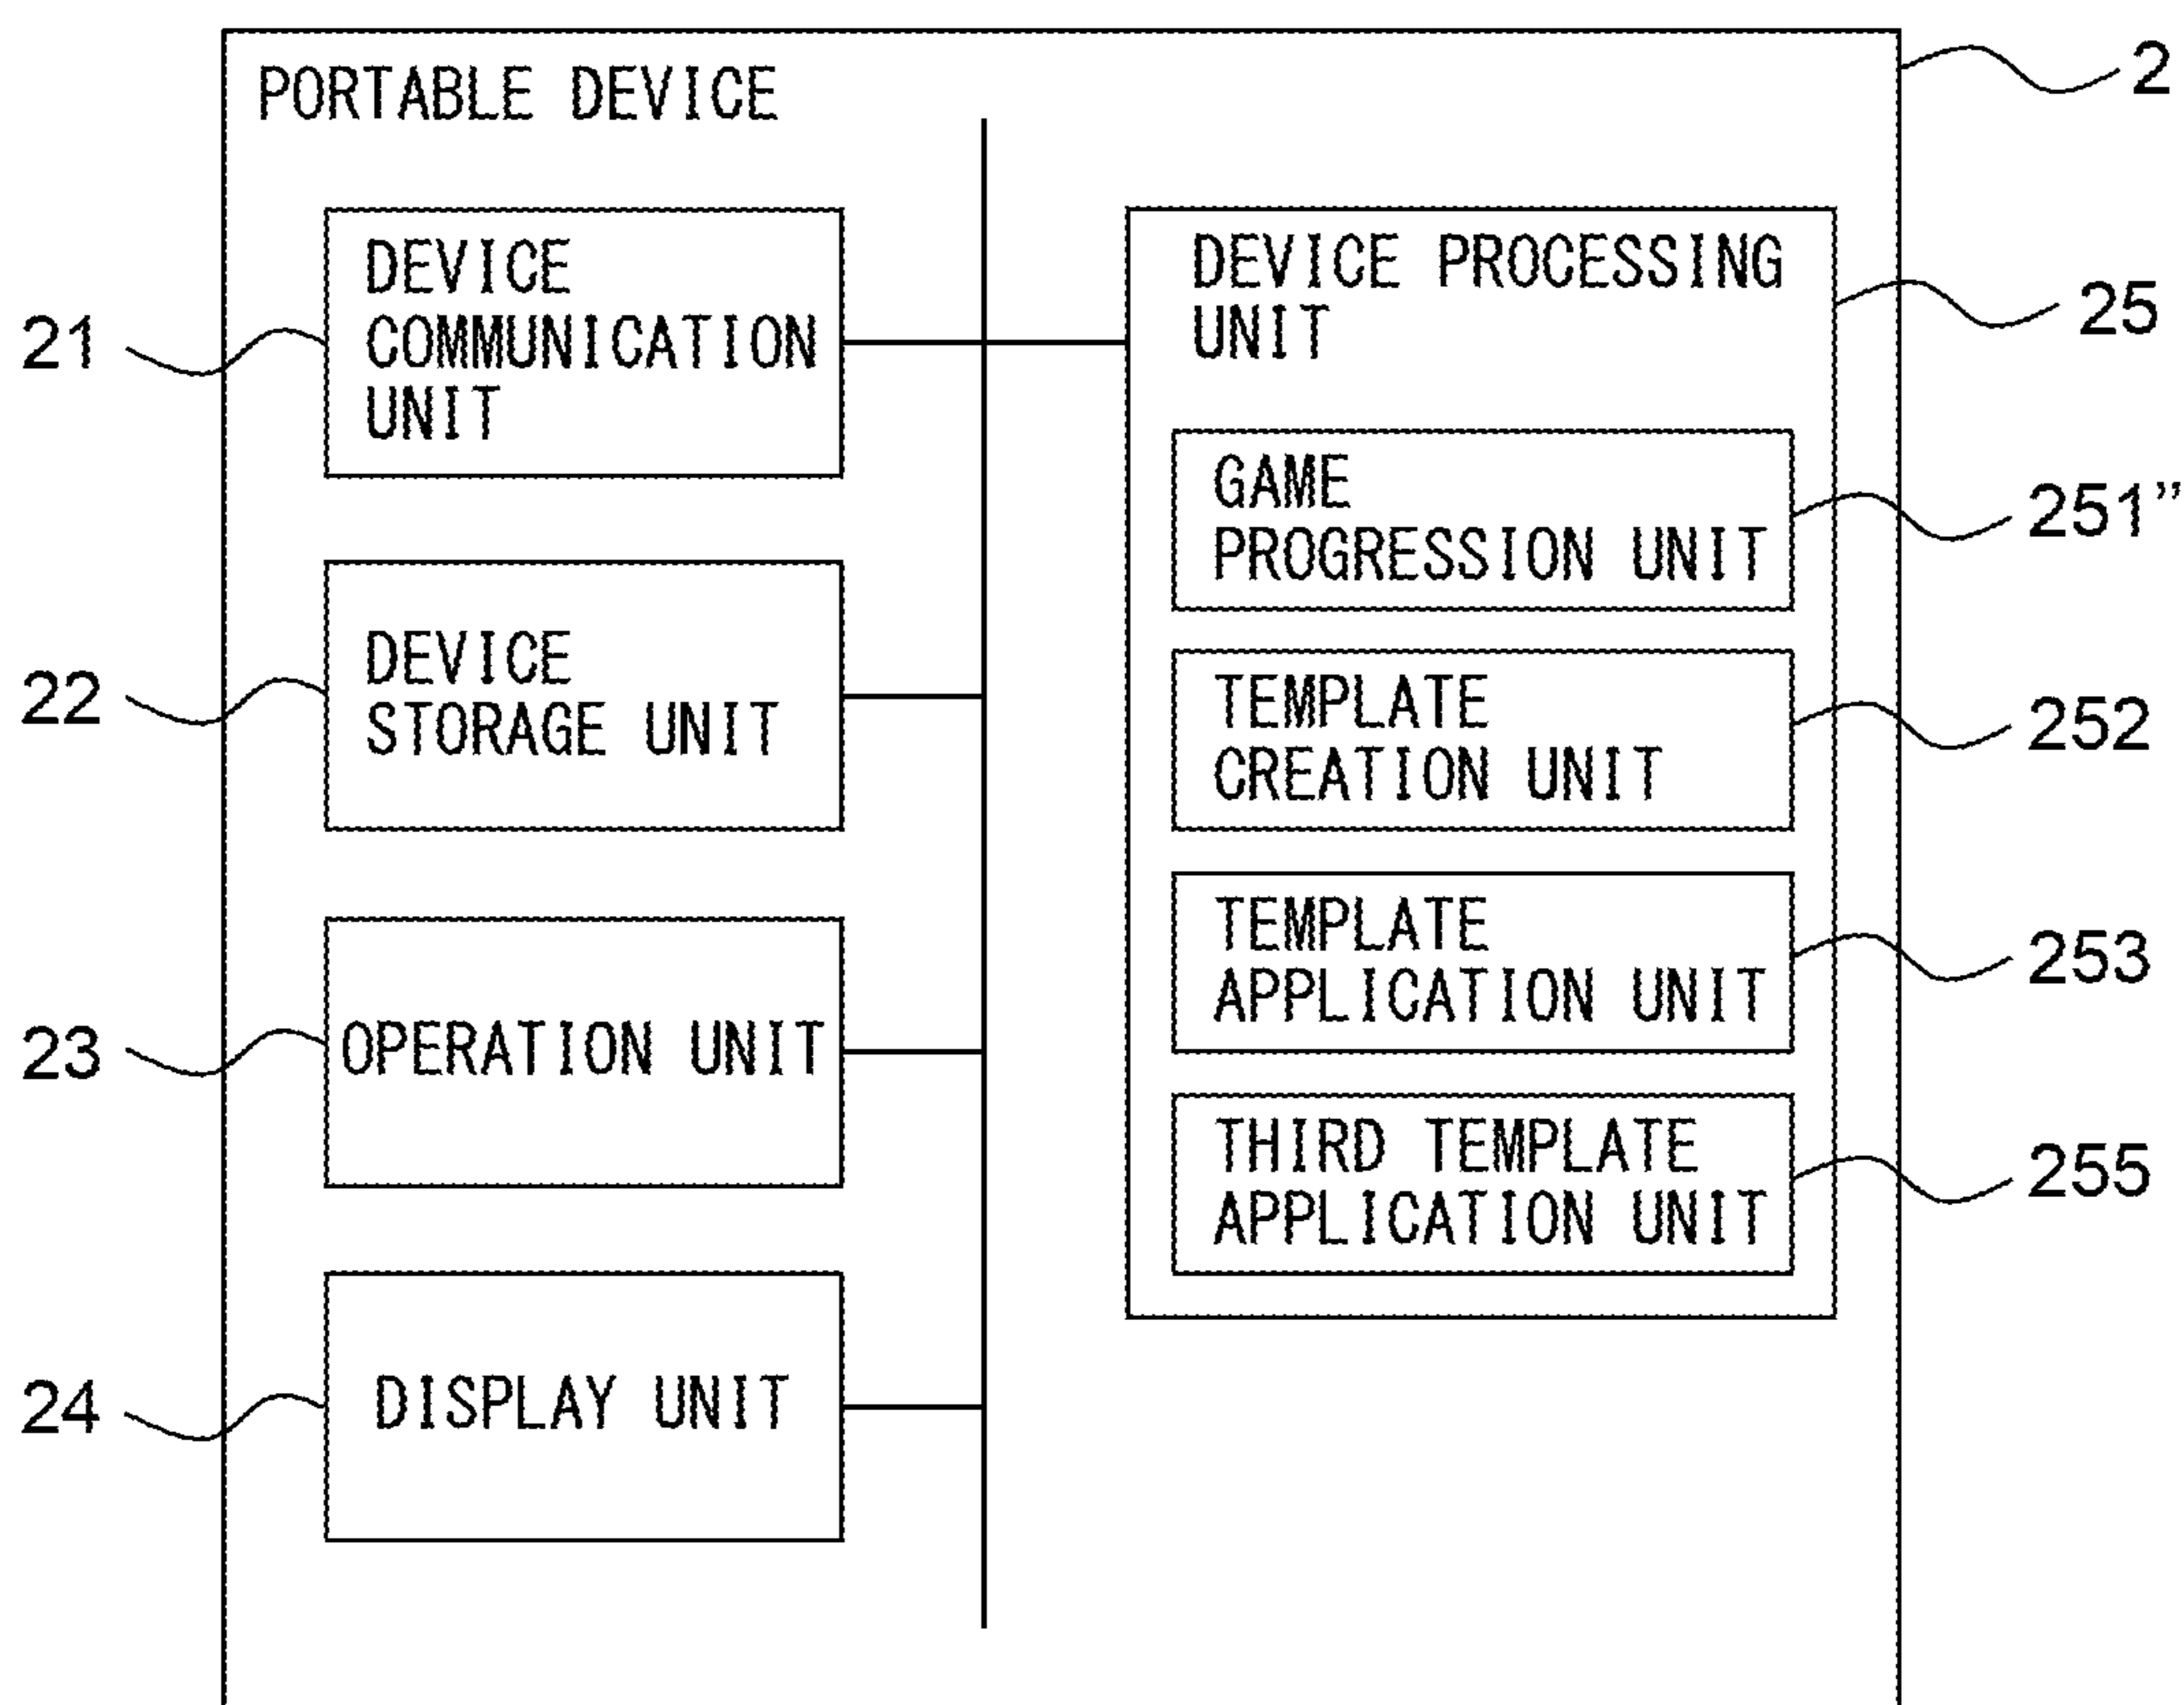 PORTABLE DEVICE
2
DEVICE
COMMUNICATION
UNIT
21
DEVICE
STORAGE UNIT
22
OPERATION UNIT
23
DISPLAY UNIT
24
DEVICE PROCESSING
UNIT
25
GAME
PROGRESSION UNIT
251”
TEMPLATE
CREATION UNIT
252
TEMPLATE
APPLICATION UNIT
253
THIRD TEMPLATE
APPLICATION UNIT
255